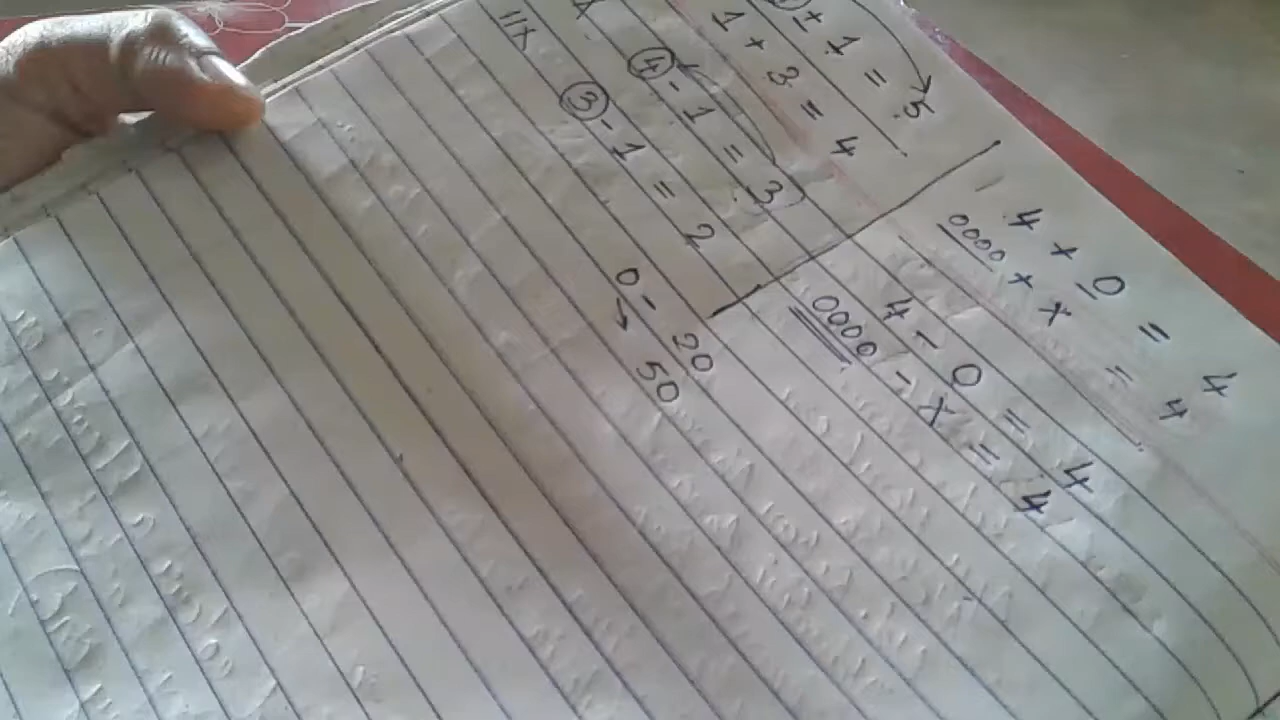 ± 1 = 5
1 + 3 = 4
④ - 1 = 3
11x
③ - 1 = 2
0 - 20
50
4 + 0 = 4
0000 + x = 4
4 - 0 = 4
0000 - x = 4